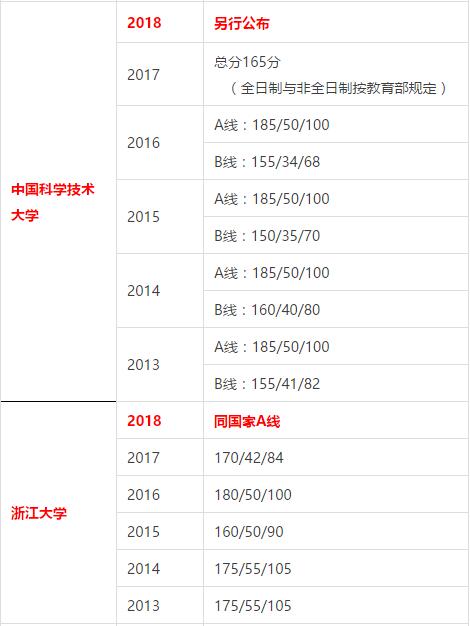 中国科学技术
大学
2018 另行公布
2017 总分165分
（全日制与非全日制按教育部规定）
2016 A线：185/50/100
B线：155/34/68
2015 A线：185/50/100
B线：150/35/70
2014 A线：185/50/100
B线：160/40/80
2013 A线：185/50/100
B线：155/41/82
浙江大学
2018 同国家A线
2017 170/42/84
2016 180/50/100
2015 160/50/90
2014 175/55/105
2013 175/55/105